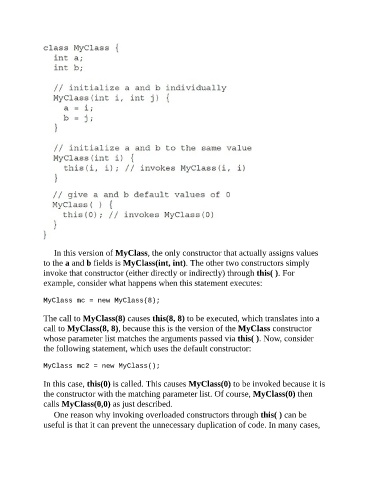 class MyClass {
int a;
int b;
// initialize a and b individually
MyClass(int i, int j) {
a = i;
b = j;
}
// initialize a and b to the same value
MyClass(int i) {
this(i, i); // invokes MyClass(i, i)
}
// give a and b default values of 0
MyClass( ) {
this(0); // invokes MyClass(0)
}
}
In this version of MyClass, the only constructor that actually assigns values
to the a and b fields is MyClass(int, int). The other two constructors simply
invoke that constructor (either directly or indirectly) through this( ). For
example, consider what happens when this statement executes:
MyClass mc = new MyClass(8);
The call to MyClass(8) causes this(8, 8) to be executed, which translates into a
call to MyClass(8, 8), because this is the version of the MyClass constructor
whose parameter list matches the arguments passed via this( ). Now, consider
the following statement, which uses the default constructor:
MyClass mc2 = new MyClass();
In this case, this(0) is called. This causes MyClass(0) to be invoked because it is
the constructor with the matching parameter list. Of course, MyClass(0) then
calls MyClass(0,0) as just described.
One reason why invoking overloaded constructors through this( ) can be
useful is that it can prevent the unnecessary duplication of code. In many cases,